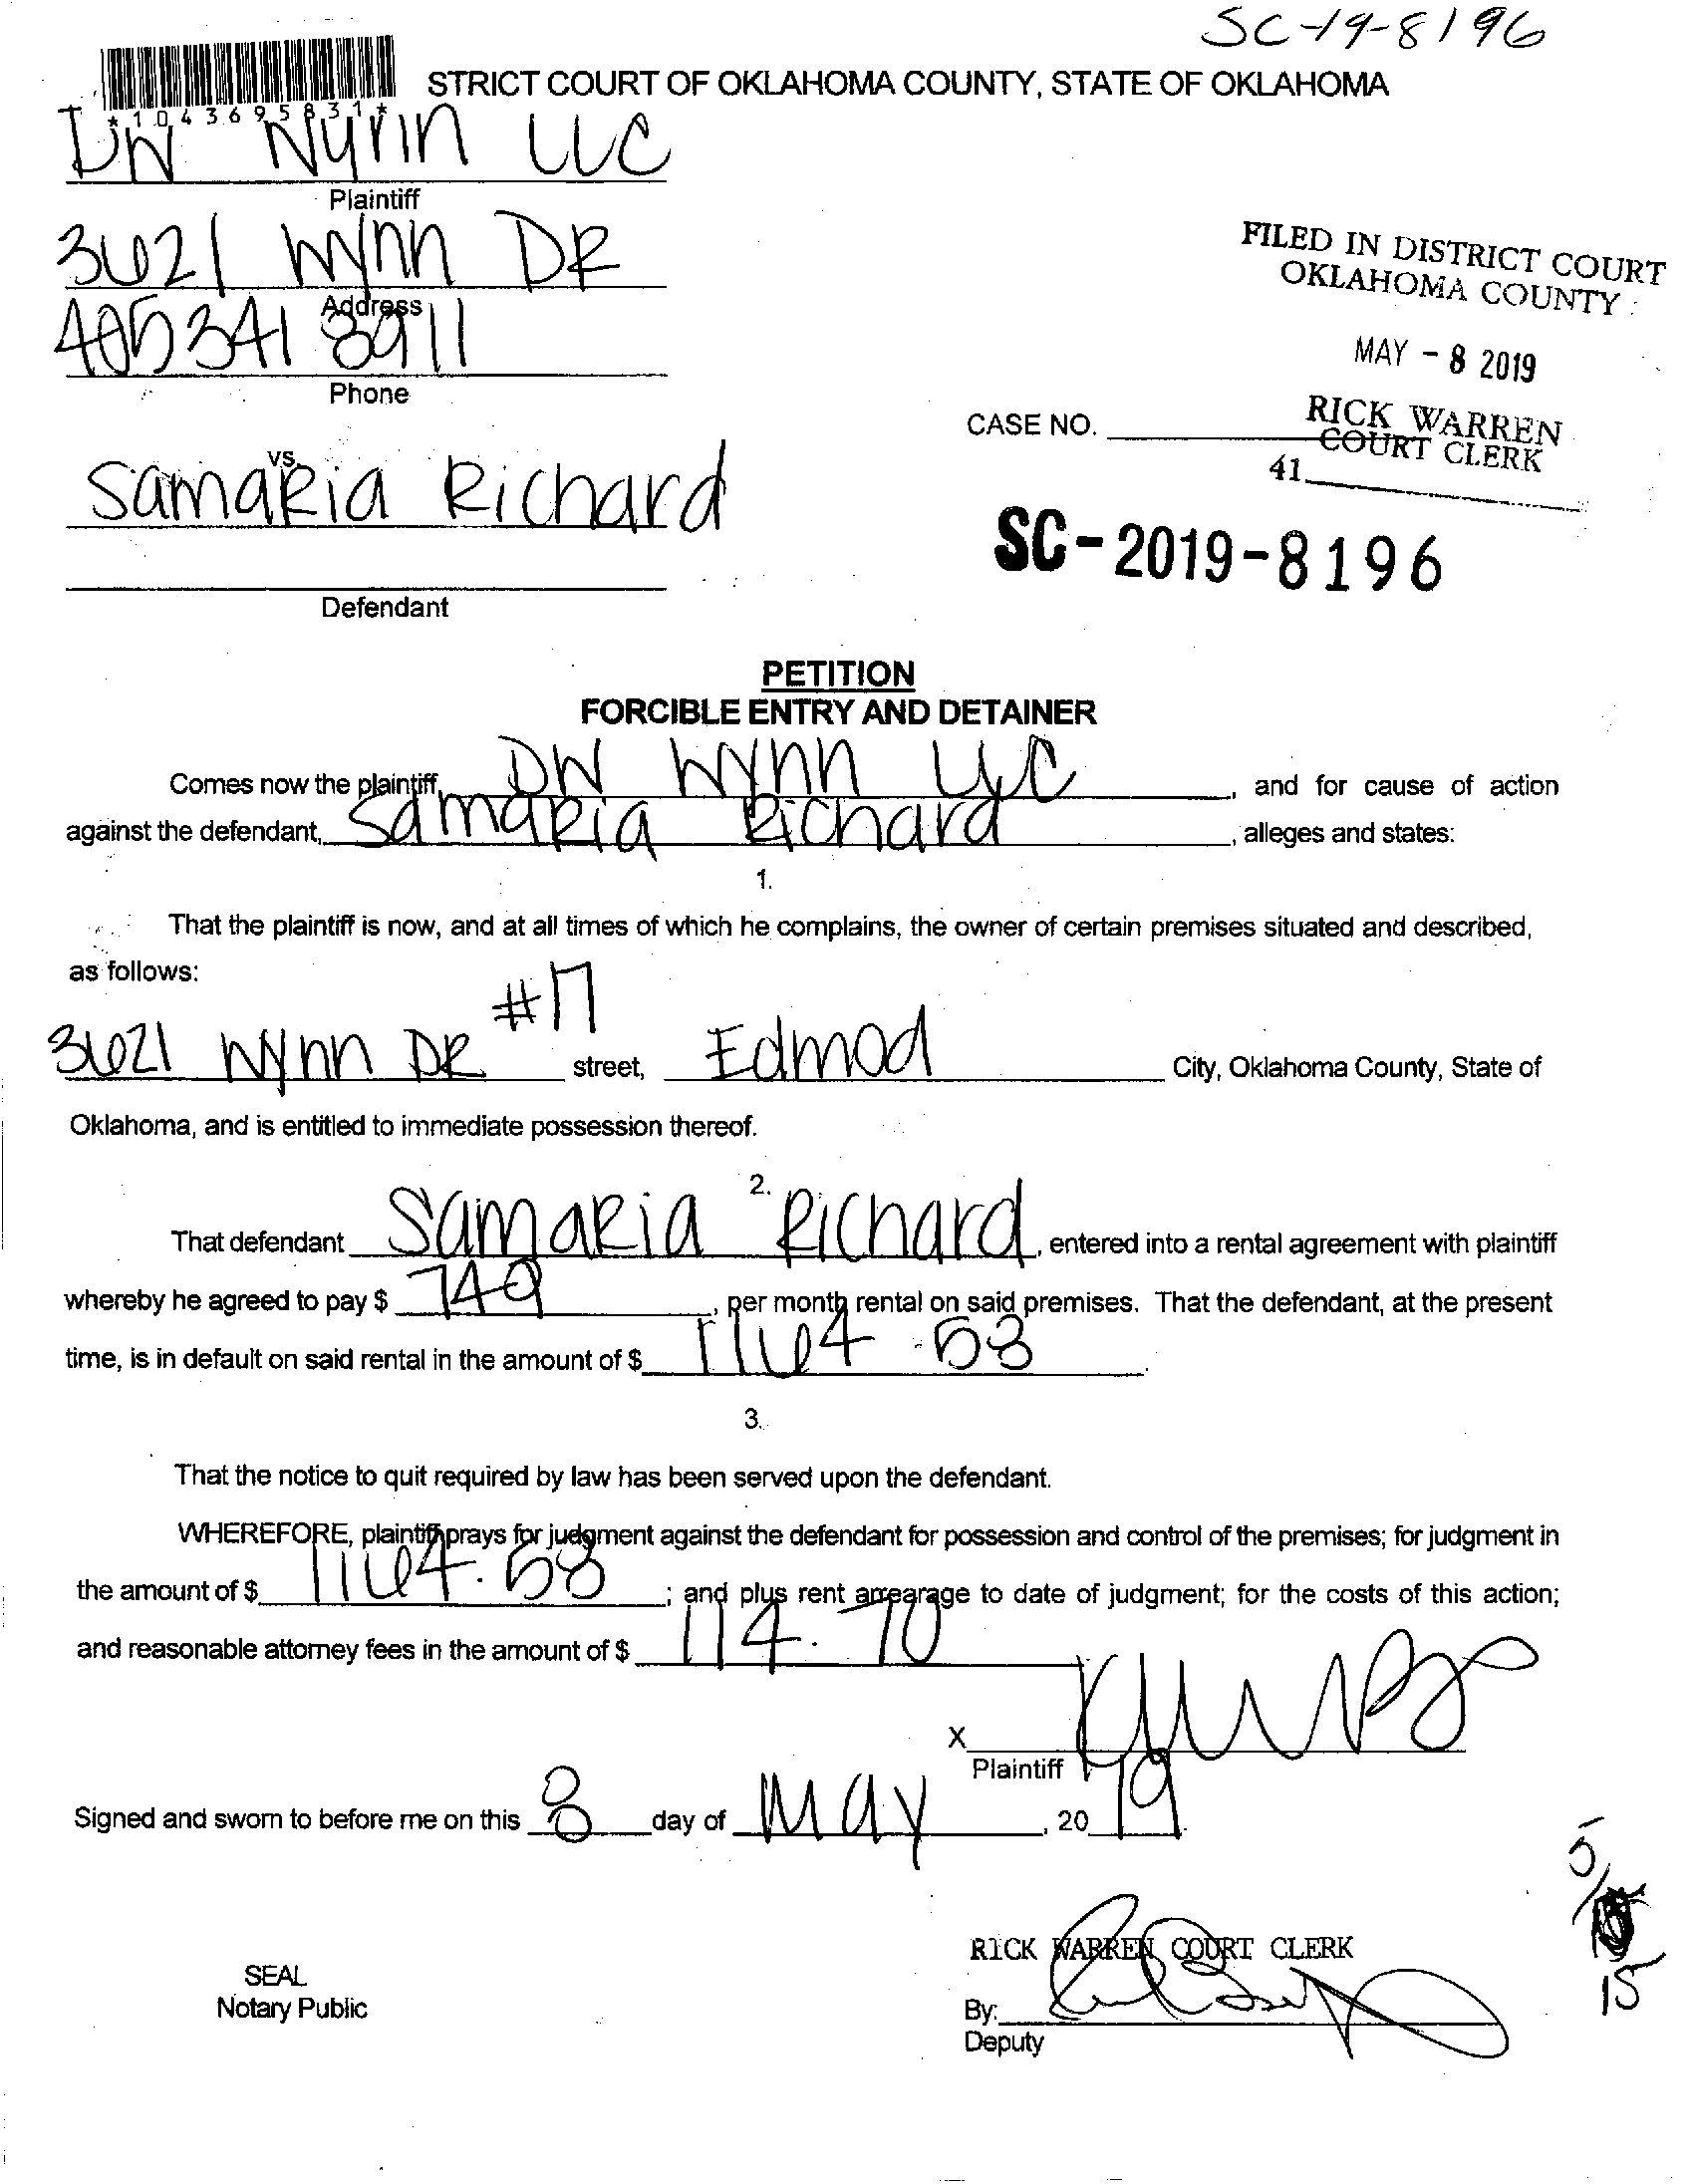 SC-19-8196
STRICT COURT OF OKLAHOMA COUNTY, STATE OF OKLAHOMA
*1043695831*
DW Wynn LLC
Plaintiff
3621 Wynn DR
Address
405 341 8911
Phone
FILED IN DISTRICT COURT
OKLAHOMA COUNTY
MAY - 8 2019
RICK WARREN
COURT CLERK
41
CASE NO.
vs.
Samaria Richard
SC-2019-8196
Defendant
PETITION
FORCIBLE ENTRY AND DETAINER
Comes now the plaintiff, DW Wynn LLC, and for cause of action
against the defendant, Samaria Richard, alleges and states:
1.
That the plaintiff is now, and at all times of which he complains, the owner of certain premises situated and described,
as follows:
3621 Wynn DR #17 street, Edmod City, Oklahoma County, State of
Oklahoma, and is entitled to immediate possession thereof.
2.
That defendant Samaria Richard, entered into a rental agreement with plaintiff
whereby he agreed to pay $ 749, per month rental on said premises. That the defendant, at the present
time, is in default on said rental in the amount of $ 1164.58.
3.
That the notice to quit required by law has been served upon the defendant.
WHEREFORE, plaintiff prays for judgment against the defendant for possession and control of the premises; for judgment in
the amount of $ 1164.58; and plus rent arrearage to date of judgment; for the costs of this action;
and reasonable attorney fees in the amount of $ 114.70
X
Plaintiff
Signed and sworn to before me on this 8 day of May, 2019.
5/
15
RICK WARREN COURT CLERK
SEAL
Notary Public
By:
Deputy